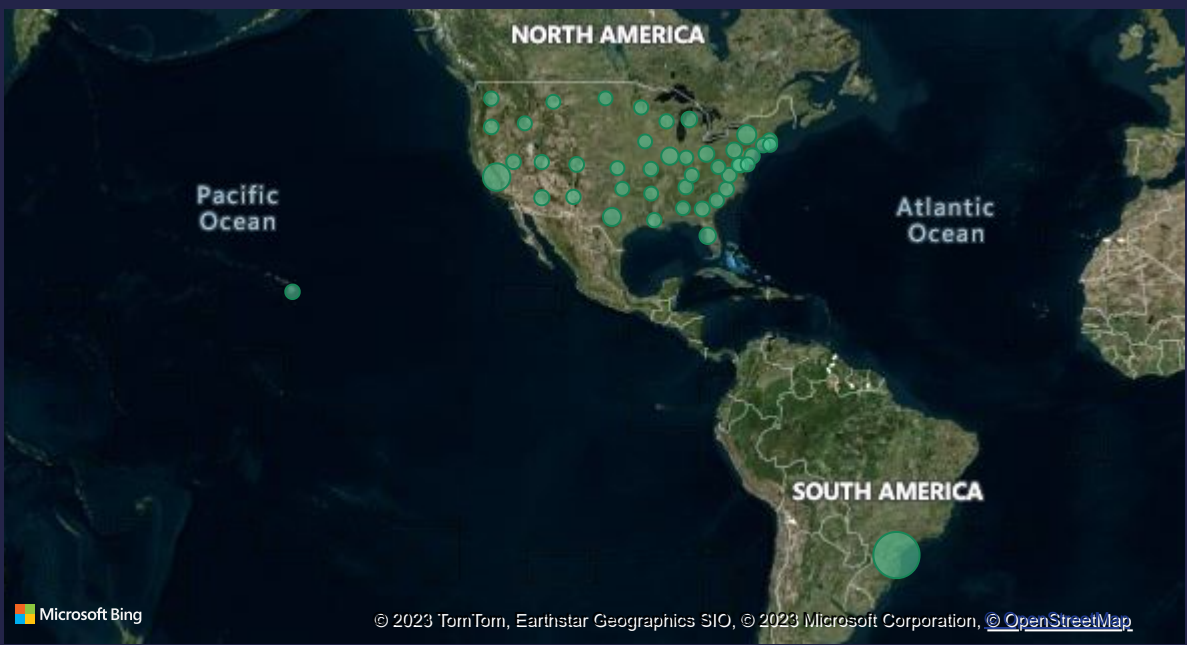 NORTH AMERICA
Pacific
Ocean
Atlantic
Ocean
SOUTH AMERICA
Microsoft Bing
© 2023 TomTom, Earthstar Geographics SIO, © 2023 Microsoft Corporation, © OpenStreetMap